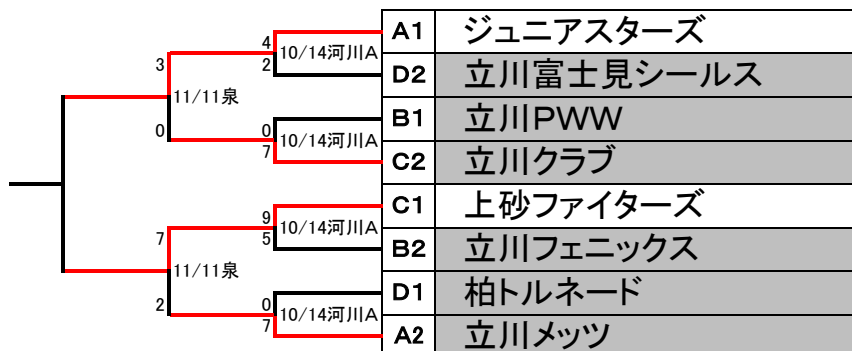 A1 ジュニアスターズ
4 10/14河川A
2
D2 立川富士見シールス
3
11/11泉
0
B1 立川PWW
0 10/14河川A
7
C2 立川クラブ
C1 上砂ファイターズ
9 10/14河川A
5
B2 立川フェニックス
7
11/11泉
2
D1 柏トルネード
0 10/14河川A
7
A2 立川メッツ